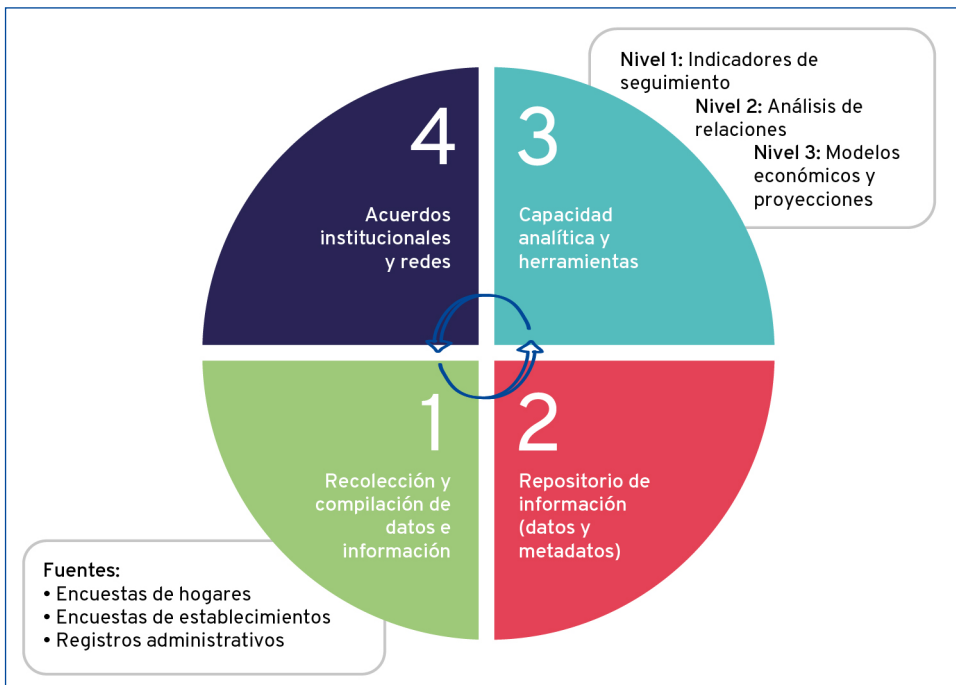 Nivel 1: Indicadores de
seguimiento
Nivel 2: Análisis de
relaciones
Nivel 3: Modelos
económicos y
proyecciones
4
Acuerdos
institucionales
y redes
3
Capacidad
analítica y
herramientas
1
Recolección y
compilación de
datos e
información
2
Repositorio de
información
(datos y
metadatos)
Fuentes:
• Encuestas de hogares
• Encuestas de establecimientos
• Registros administrativos